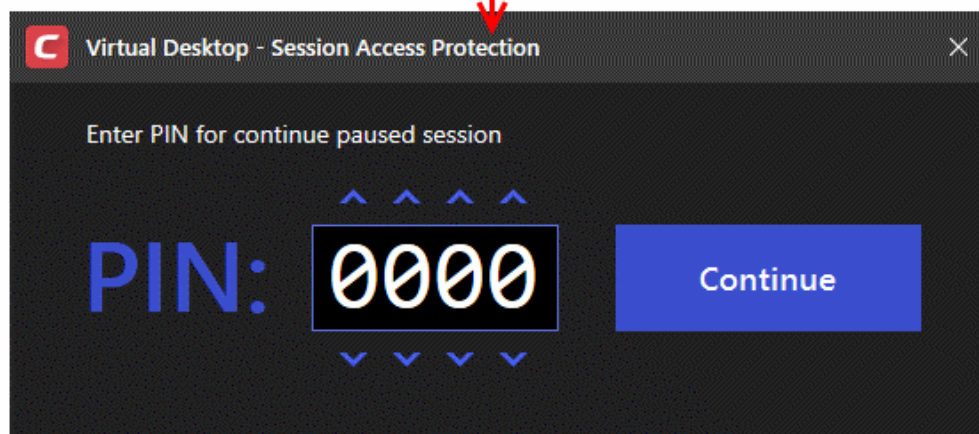 Virtual Desktop - Session Access Protection
Enter PIN for continue paused session
PIN: 0000 Continue